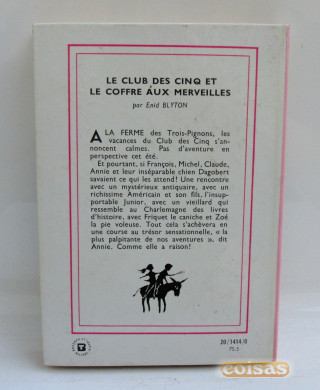 LE CLUB DES CINQ ET
LE COFFRE AUX MERVEILLES
par Enid BLYTON
A LA FERME des Trois-Pignons, les
vacances du Club des Cinq s'an-
noncent calmes. Pas d'aventure en
perspective cet été.
Et pourtant, si François, Michel, Claude,
Annie et leur inséparable chien Dagobert
savaient ce qui les attend! Une rencontre
avec un mystérieux antiquaire, avec un
richissime Américain et son fils, l'insup-
portable Junior, avec un vieillard qui
ressemble au Charlemagne des livres
d'histoire, avec Friquet le caniche et Zoé
la pie voleuse. Tout cela s'achèvera en
une course au trésor sensationnelle, « la
plus palpitante de nos aventures », dit
Annie. Comme elle a raison!
T
20/1414/0
75.5
coisas